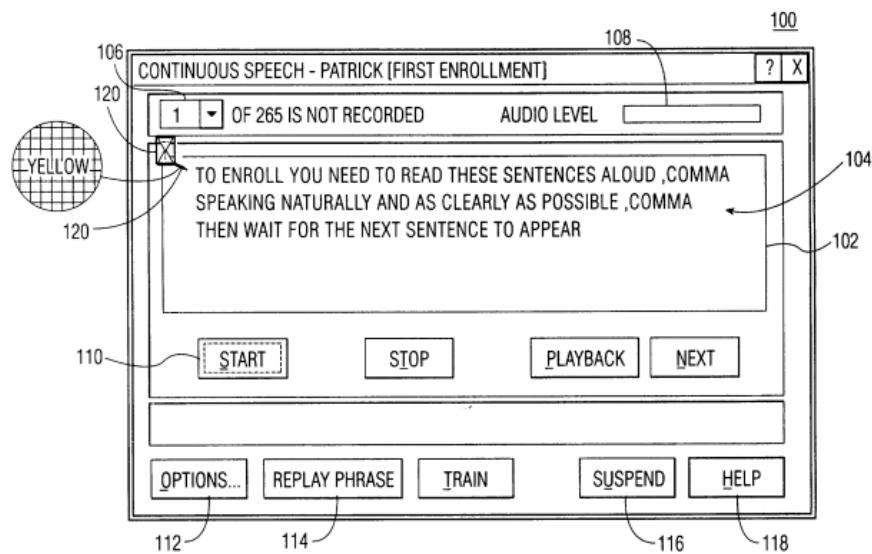 100
108
106
CONTINUOUS SPEECH - PATRICK [FIRST ENROLLMENT] ? X
120
1 OF 265 IS NOT RECORDED AUDIO LEVEL
YELLOW
TO ENROLL YOU NEED TO READ THESE SENTENCES ALOUD ,COMMA
104
SPEAKING NATURALLY AND AS CLEARLY AS POSSIBLE ,COMMA
120
THEN WAIT FOR THE NEXT SENTENCE TO APPEAR
102
110
START STOP PLAYBACK NEXT
OPTIONS... REPLAY PHRASE TRAIN SUSPEND HELP
112 114 116 118